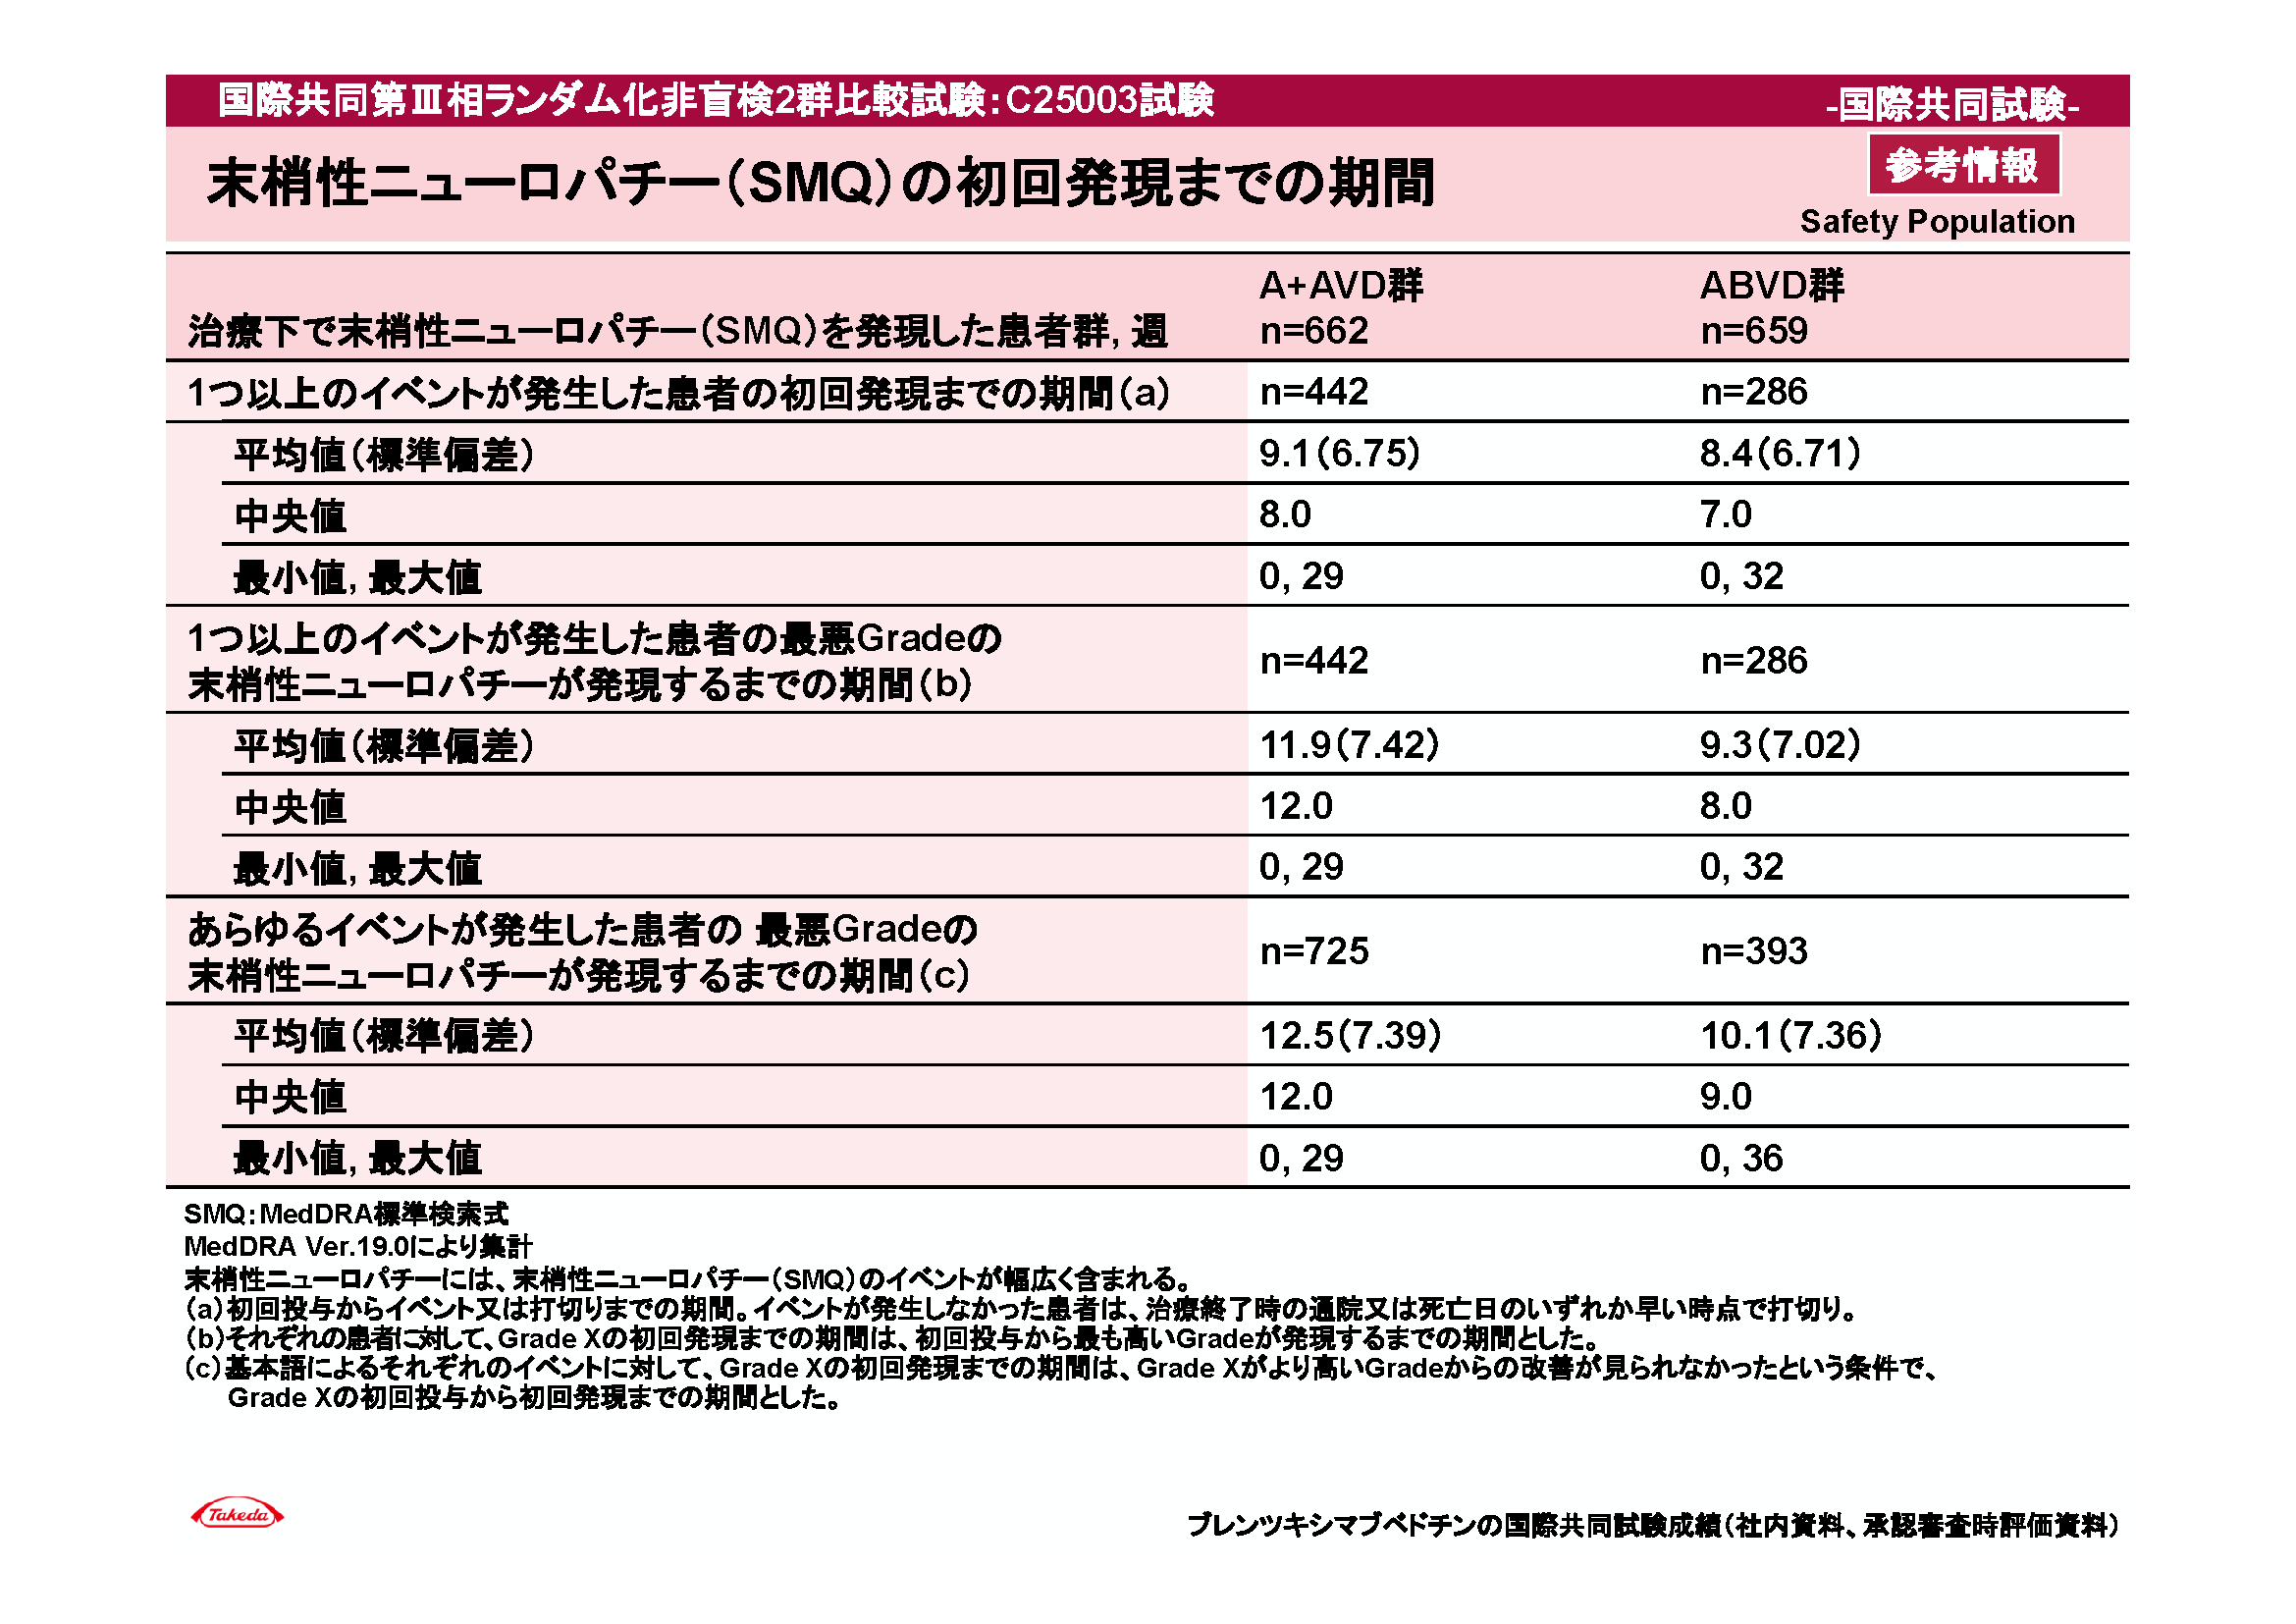 国際共同第Ⅲ相ランダム化非盲検2群比較試験：C25003試験
-国際共同試験-
末梢性ニューロパチー（SMQ）の初回発現までの期間
参考情報
Safety Population
A+AVD群 ABVD群
治療下で末梢性ニューロパチー（SMQ）を発現した患者群, 週 n=662 n=659
1つ以上のイベントが発生した患者の初回発現までの期間（a） n=442 n=286
平均値（標準偏差） 9.1（6.75） 8.4（6.71）
中央値 8.0 7.0
最小値, 最大値 0, 29 0, 32
1つ以上のイベントが発生した患者の最悪Gradeの
末梢性ニューロパチーが発現するまでの期間（b） n=442 n=286
平均値（標準偏差） 11.9（7.42） 9.3（7.02）
中央値 12.0 8.0
最小値, 最大値 0, 29 0, 32
あらゆるイベントが発生した患者の 最悪Gradeの
末梢性ニューロパチーが発現するまでの期間（c） n=725 n=393
平均値（標準偏差） 12.5（7.39） 10.1（7.36）
中央値 12.0 9.0
最小値, 最大値 0, 29 0, 36
SMQ：MedDRA標準検索式
MedDRA Ver.19.0により集計
末梢性ニューロパチーには、末梢性ニューロパチー（SMQ）のイベントが幅広く含まれる。
（a）初回投与からイベント又は打切りまでの期間。イベントが発生しなかった患者は、治療終了時の通院又は死亡日のいずれか早い時点で打切り。
（b）それぞれの患者に対して、Grade Xの初回発現までの期間は、初回投与から最も高いGradeが発現するまでの期間とした。
（c）基本語によるそれぞれのイベントに対して、Grade Xの初回発現までの期間は、Grade Xがより高いGradeからの改善が見られなかったという条件で、
Grade Xの初回投与から初回発現までの期間とした。
Takeda
ブレンツキシマブベドチンの国際共同試験成績（社内資料、承認審査時評価資料）